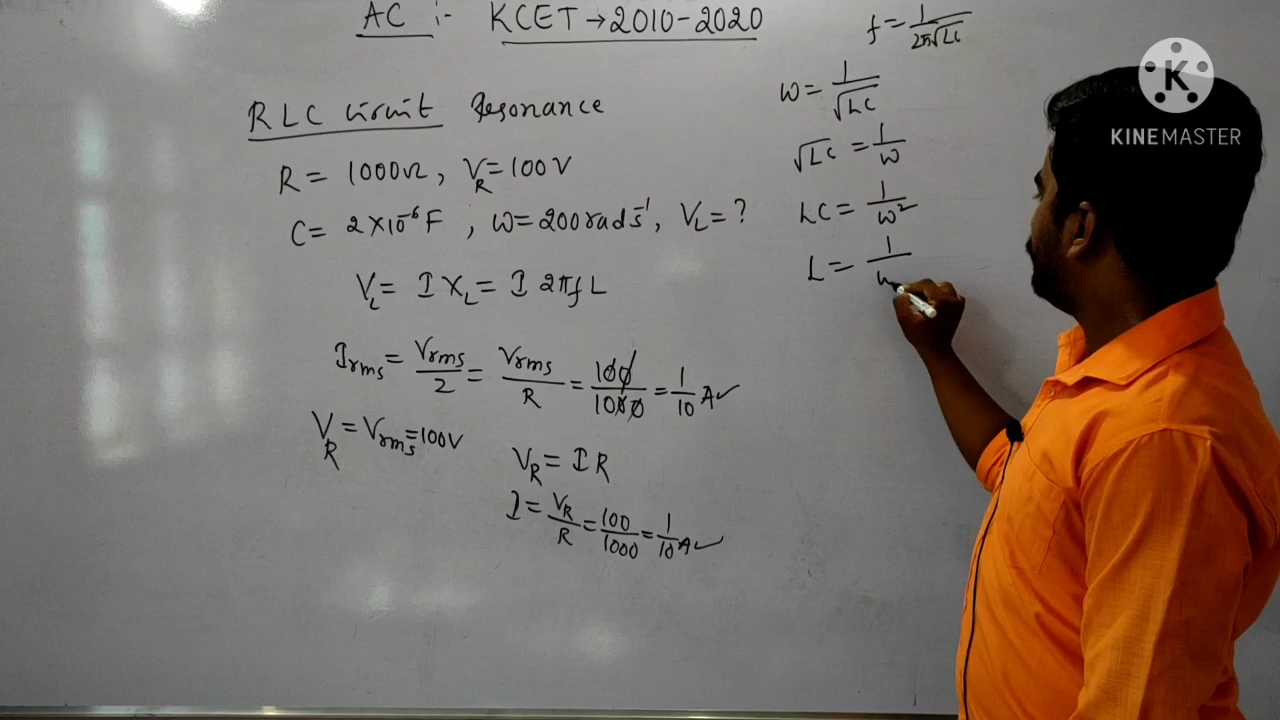 AC :- KCET → 2010-2020
RLC Circuit Resonance
R = 1000Ω, V_R = 100V
C = 2×10⁻⁶F, ω = 200 rad s⁻¹, V_L = ?
V_L = I X_L = I 2πfL
I_rms = V_rms/2 = V_rms/R = 100/1000 = 1/10 A✓
V_R = V_rms = 100V
V_R = IR
I = V_R/R = 100/1000 = 1/10 A✓
f = 1/2π√LC
ω = 1/√LC
√LC = 1/ω
LC = 1/ω²
L = 1/ω
K
KINEMASTER